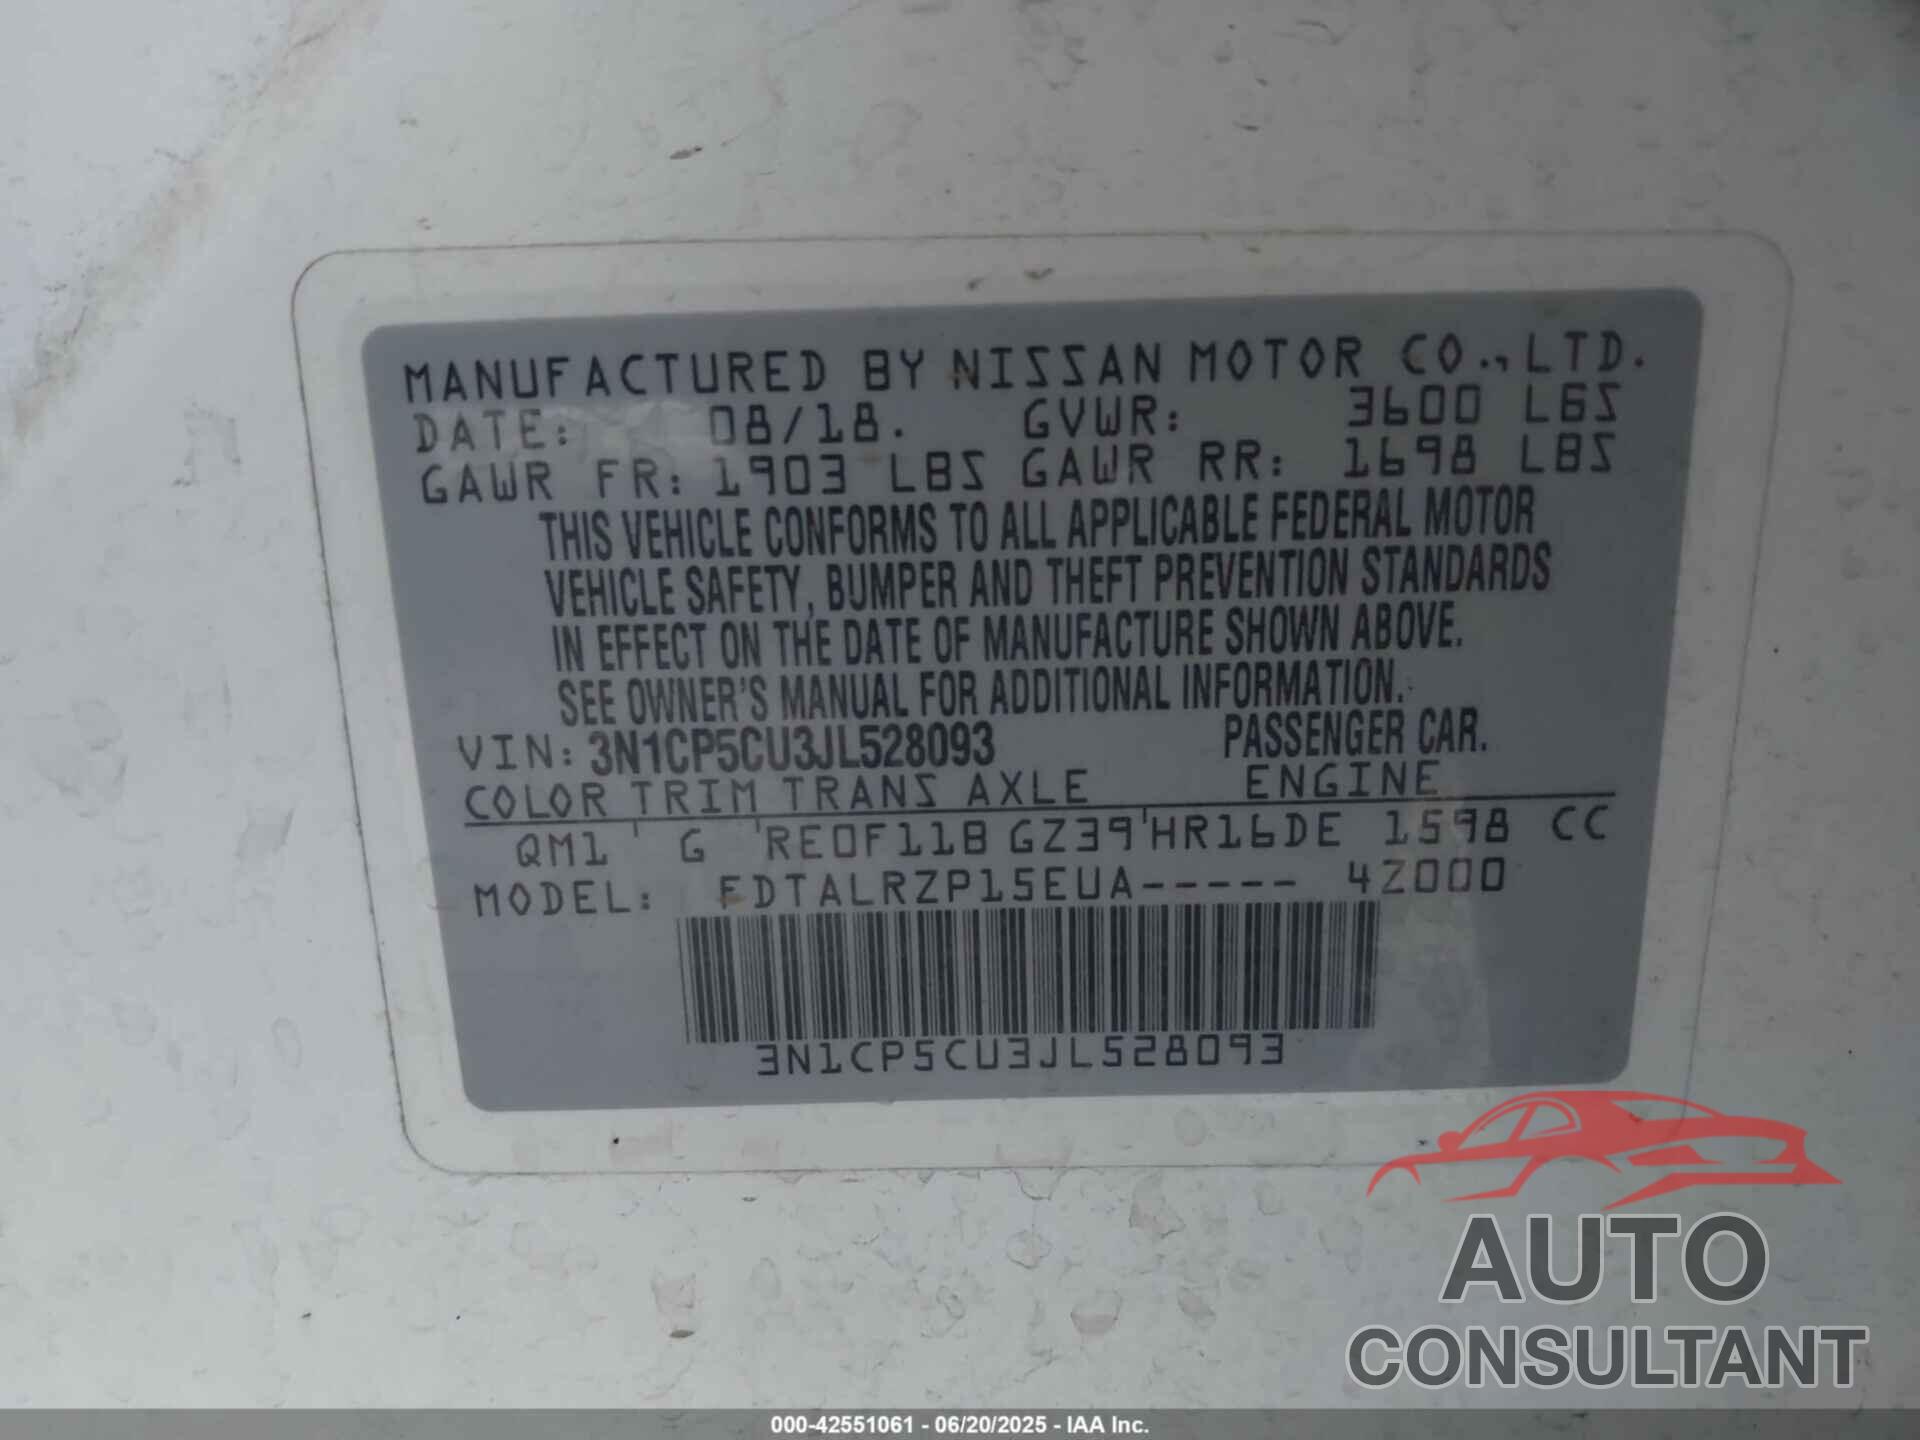 MANUFACTURED BY NISSAN MOTOR CO., LTD.
DATE: 08/18. GVWR: 3600 LBS
GAWR FR: 1903 LBS GAWR RR: 1698 LBS
THIS VEHICLE CONFORMS TO ALL APPLICABLE FEDERAL MOTOR
VEHICLE SAFETY, BUMPER AND THEFT PREVENTION STANDARDS
IN EFFECT ON THE DATE OF MANUFACTURE SHOWN ABOVE.
SEE OWNER'S MANUAL FOR ADDITIONAL INFORMATION.
VIN: 3N1CP5CU3JL528093 PASSENGER CAR.
COLOR TRIM TRANS AXLE ENGINE
QM1 G RE0F11B GZ39 HR16DE 1598 CC
MODEL: FDTALRZP15EUA----- 4Z000
3N1CP5CU3JL528093
AUTO
CONSULTANT
000-42551061 - 06/20/2025 - IAA Inc.